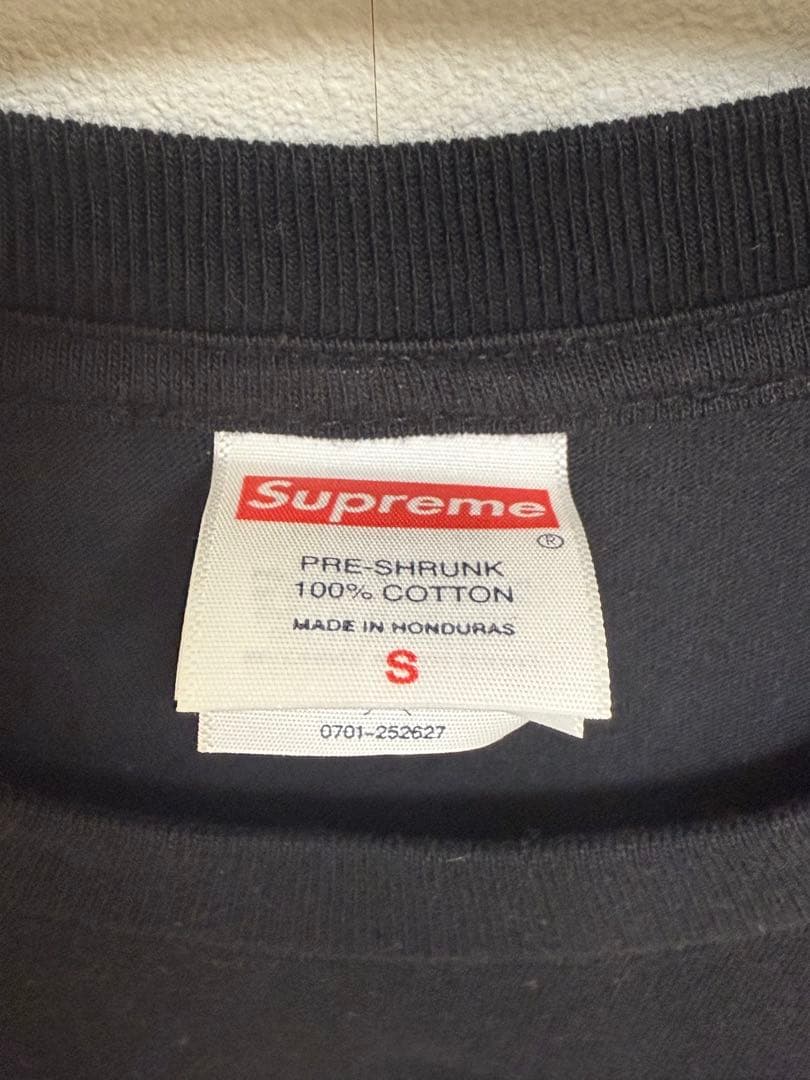 Supreme
®
PRE-SHRUNK
100% COTTON
MADE IN HONDURAS
S
0701-252627